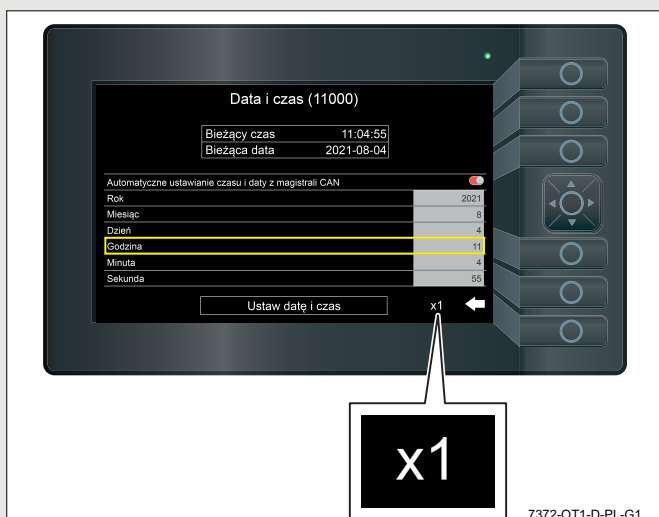 Data i czas (11000)
Bieżący czas 11:04:55
Bieżąca data 2021-08-04
Automatyczne ustawianie czasu i daty z magistrali CAN
Rok 2021
Miesiąc 8
Dzień 4
Godzina 11
Minuta 4
Sekunda 55
Ustaw datę i czas x1
x1
7372-OT1-D-PL-G1